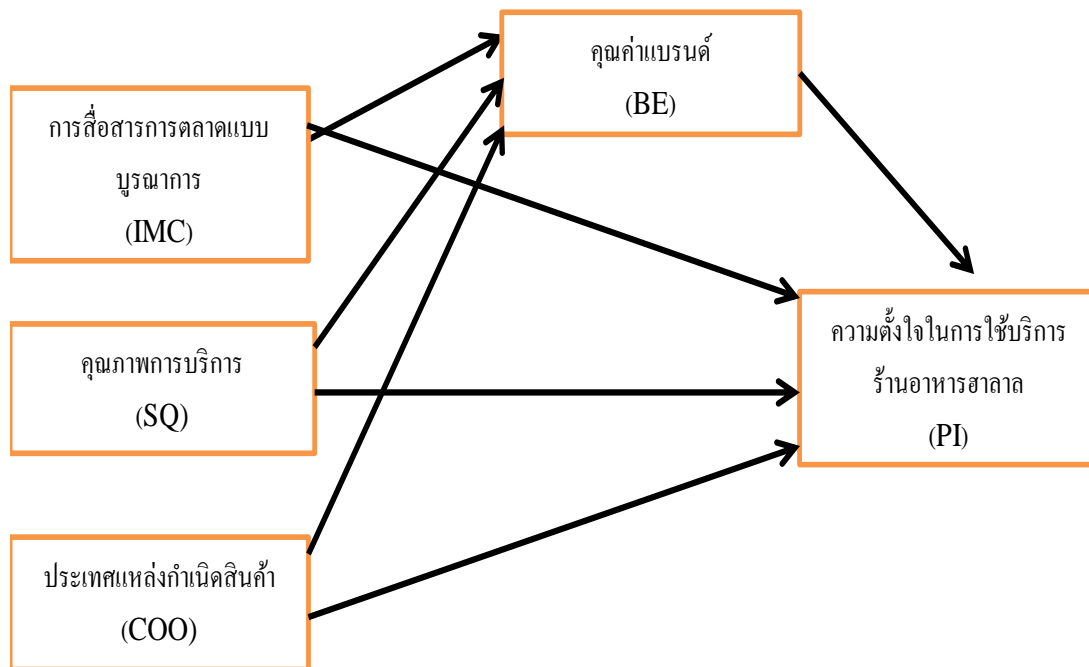 คุณค่าแบรนด์
(BE)
การสื่อสารการตลาดแบบ
บูรณาการ
(IMC)
ความตั้งใจในการใช้บริการ
ร้านอาหารฮาลาล
(PI)
คุณภาพการบริการ
(SQ)
ประเทศแหล่งกำเนิดสินค้า
(COO)